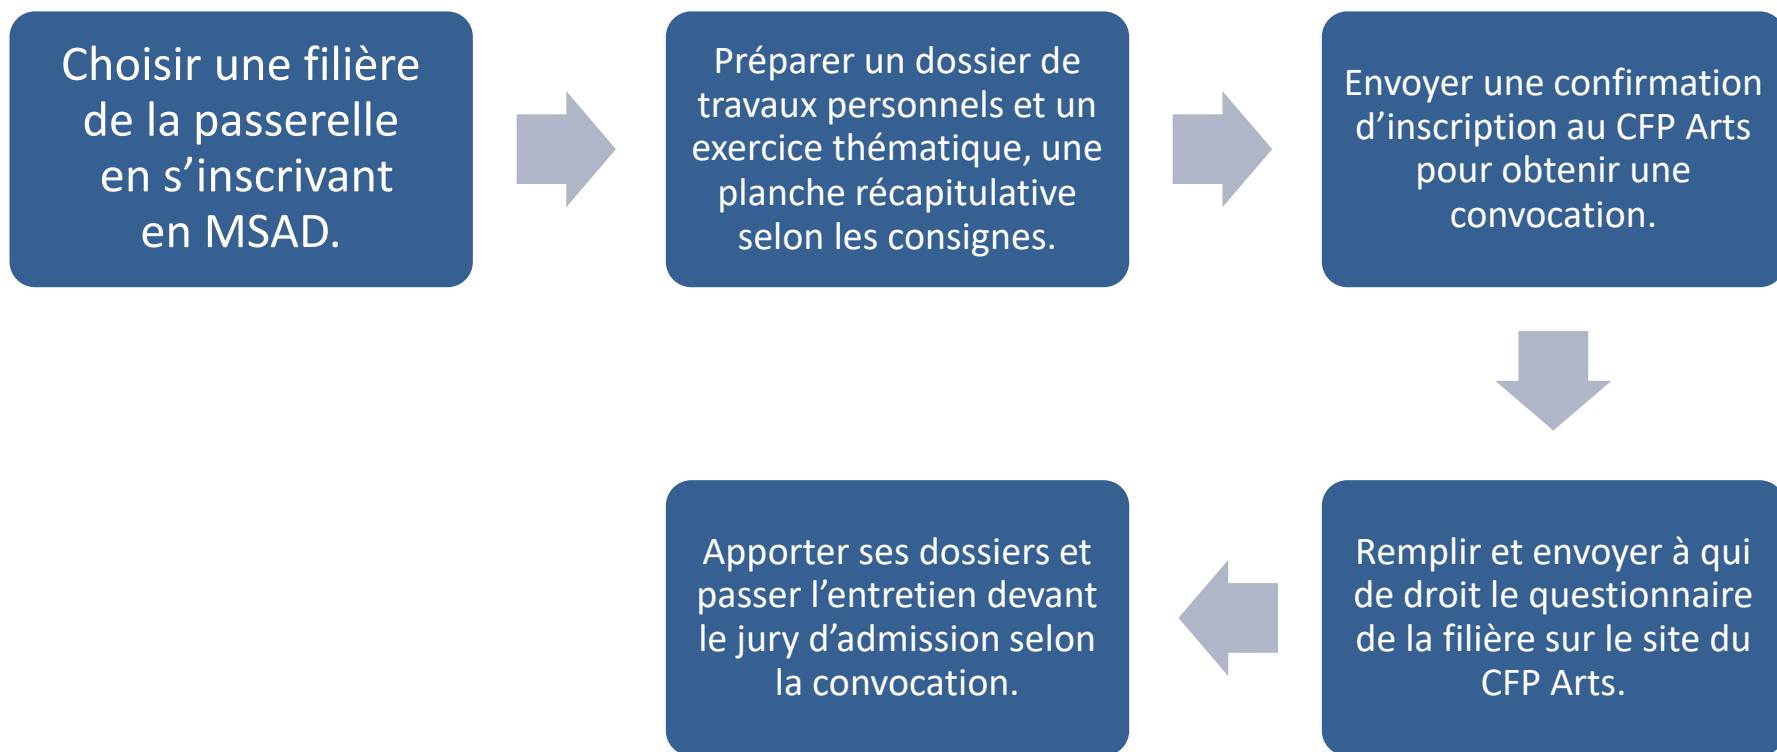 Choisir une filière
de la passerelle
en s’inscrivant
en MSAD.
Préparer un dossier de
travaux personnels et un
exercice thématique, une
planche récapitulative
selon les consignes.
Envoyer une confirmation
d’inscription au CFP Arts
pour obtenir une
convocation.
Remplir et envoyer à qui
de droit le questionnaire
de la filière sur le site du
CFP Arts.
Apporter ses dossiers et
passer l’entretien devant
le jury d’admission selon
la convocation.